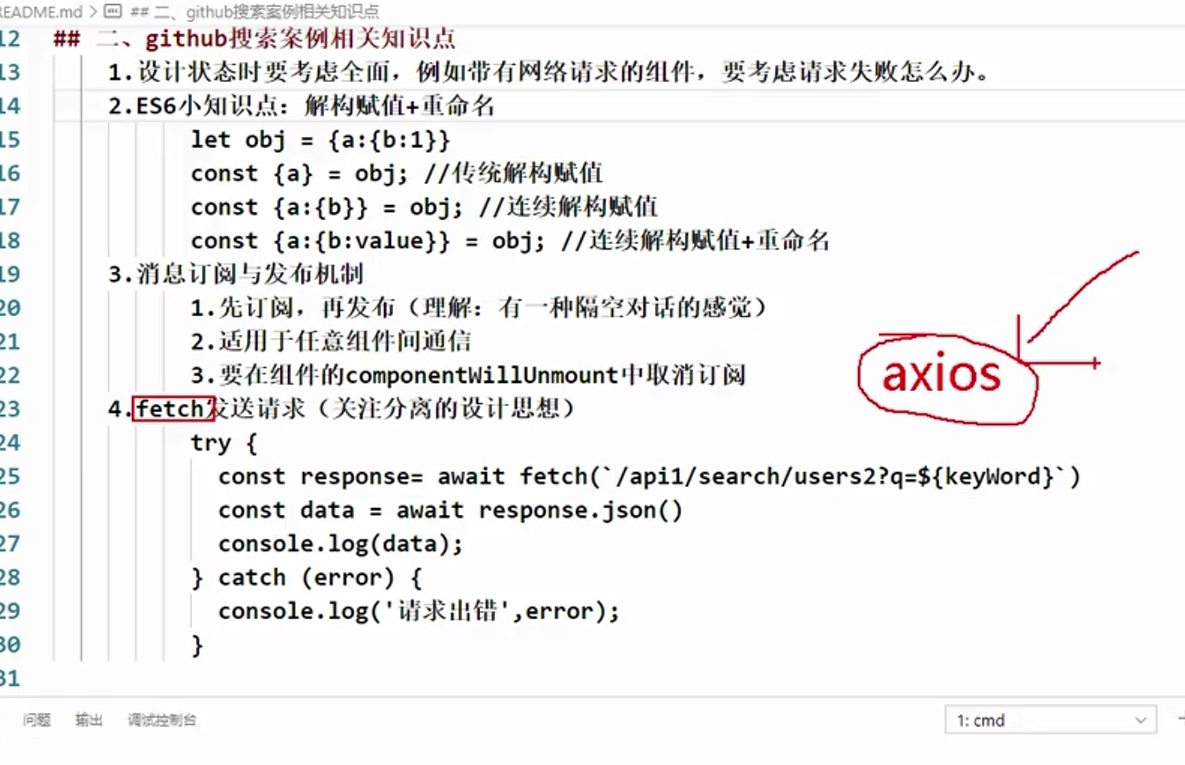 README.md > ## 二、github搜索案例相关知识点
12 ## 二、github搜索案例相关知识点
13 1.设计状态时要考虑全面，例如带有网络请求的组件，要考虑请求失败怎么办。
14 2.ES6小知识点：解构赋值+重命名
15 let obj = {a:{b:1}}
16 const {a} = obj; //传统解构赋值
17 const {a:{b}} = obj; //连续解构赋值
18 const {a:{b:value}} = obj; //连续解构赋值+重命名
19 3.消息订阅与发布机制
20 1.先订阅，再发布（理解：有一种隔空对话的感觉）
21 2.适用于任意组件间通信
22 3.要在组件的componentWillUnmount中取消订阅
axios
23 4.fetch发送请求（关注分离的设计思想）
24 try {
25 const response= await fetch(`/api1/search/users2?q=${keyWord}`)
26 const data = await response.json()
27 console.log(data);
28 } catch (error) {
29 console.log('请求出错',error);
30 }
31
问题 输出 调试控制台 1: cmd